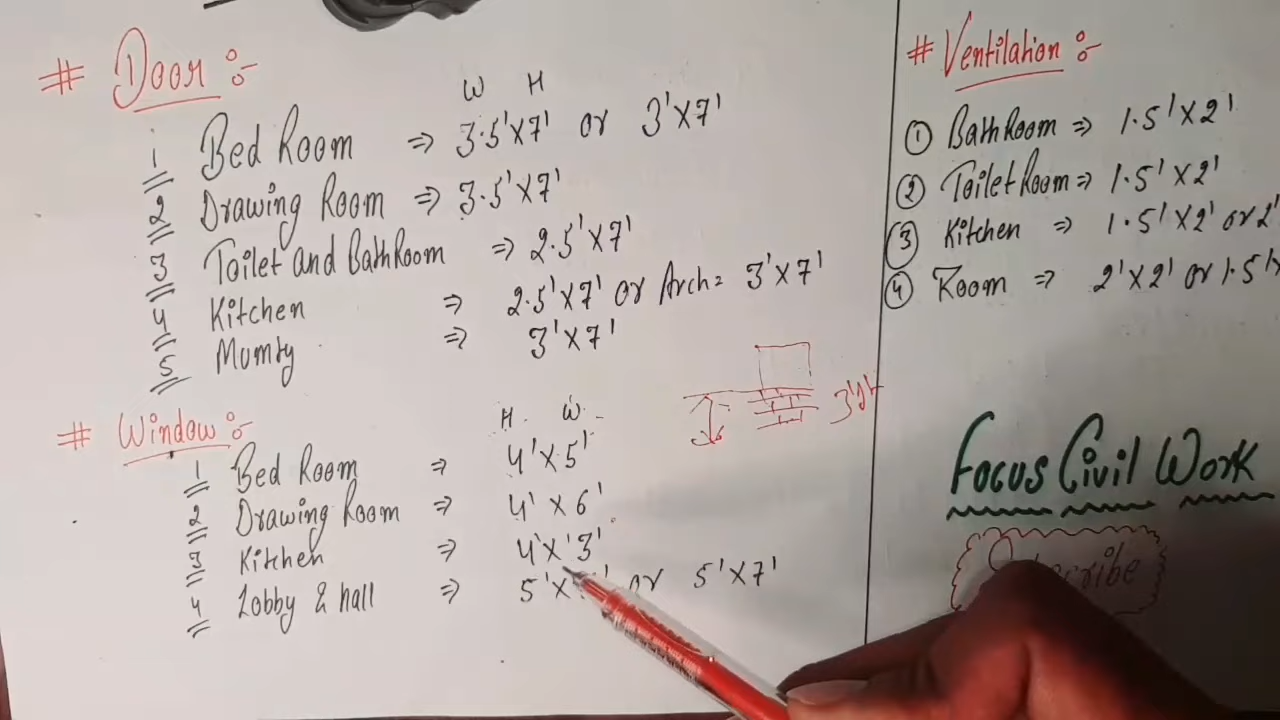 # Door :-
W H
1 Bed Room ⇒ 3.5'X7' or 3'X7'
2 Drawing Room ⇒ 3.5'X7'
3 Toilet and BathRoom ⇒ 2.5'X7'
4 Kitchen ⇒ 2.5'X7' or Arch = 3'X7'
5 Mumty ⇒ 3'X7'
# Window :-
H. W.
1 Bed Room ⇒ 4'X5'
2 Drawing Room ⇒ 4'X6'
3 Kitchen ⇒ 4'X'3'
4 Lobby & hall ⇒ 5'X or 5'X7'
# Ventilation :-
1 BathRoom ⇒ 1.5'X2'
2 Toilet Room ⇒ 1.5'X2'
3 Kitchen ⇒ 1.5'X2' or 2'
4 Room ⇒ 2'X2' or 1.5'X
Focus Civil Work